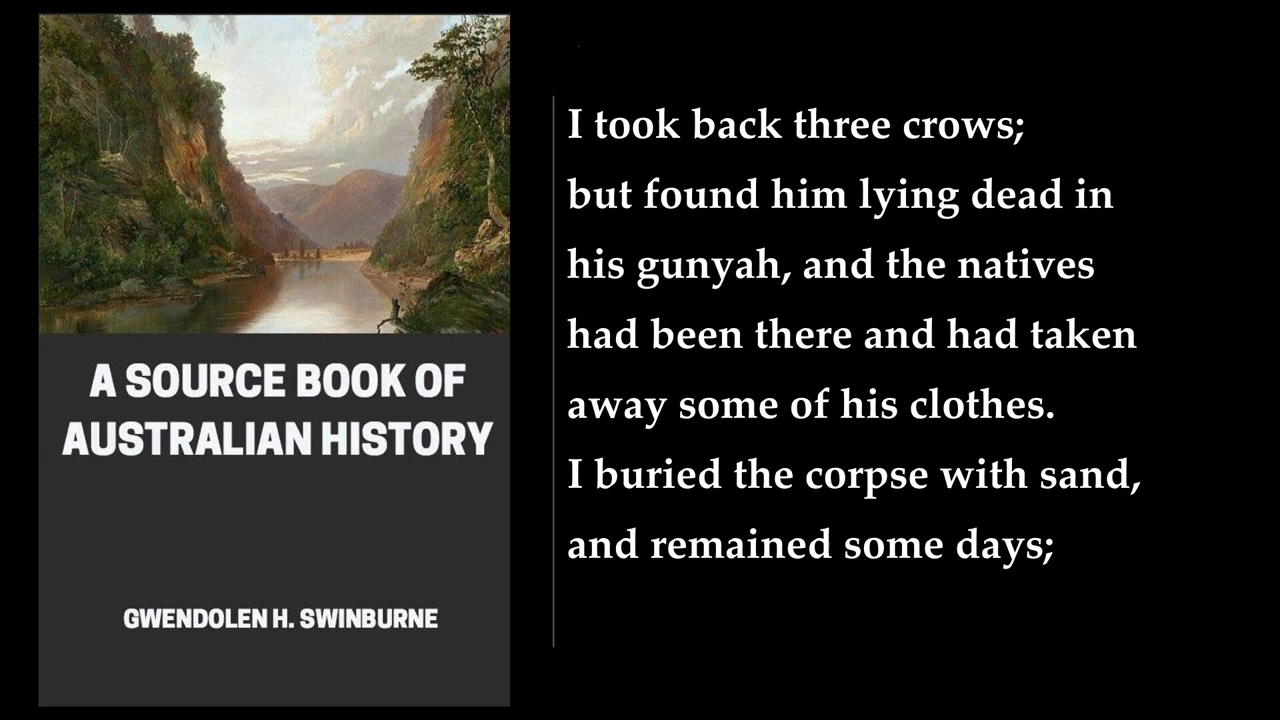 A SOURCE BOOK OF
AUSTRALIAN HISTORY
GWENDOLEN H. SWINBURNE
I took back three crows;
but found him lying dead in
his gunyah, and the natives
had been there and had taken
away some of his clothes.
I buried the corpse with sand,
and remained some days;